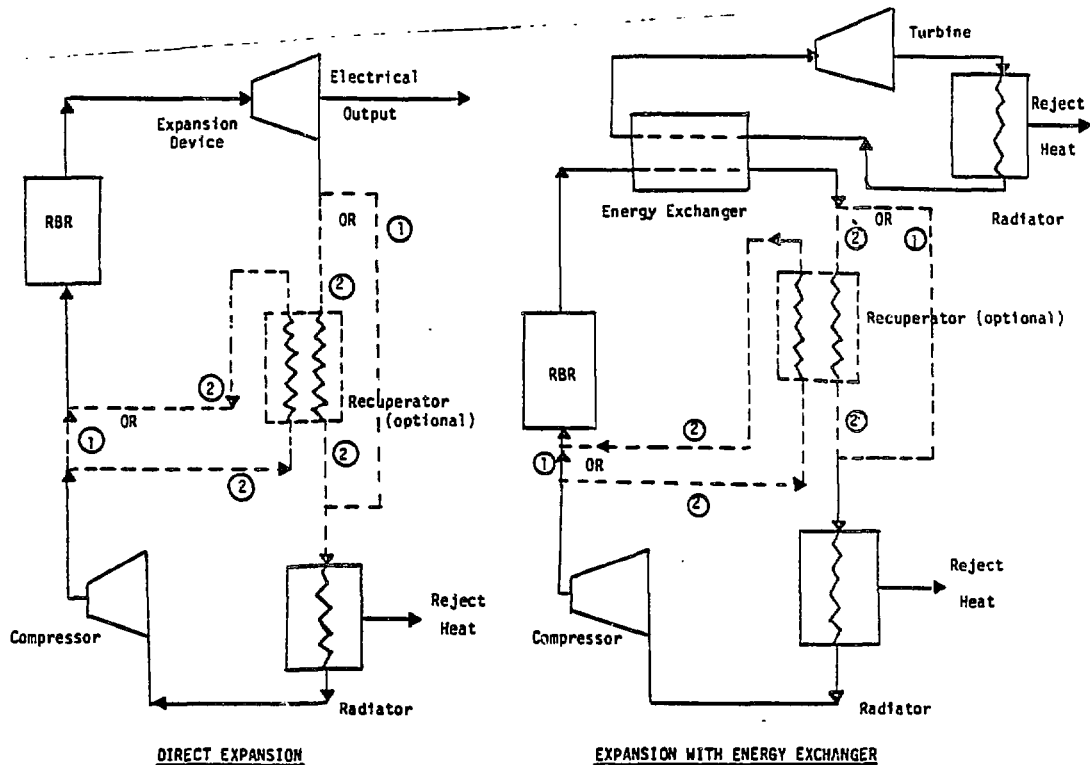 Electrical
Output
Expansion
Device
RBR
OR
1
2
2
Recuperator
(optional)
OR
1
2
2
Compressor
Reject
Heat
Radiator
DIRECT EXPANSION
Turbine
Reject
Heat
Radiator
Energy Exchanger
OR
2
1
Recuperator (optional)
RBR
2
2
1
OR
2
Compressor
Reject
Heat
Radiator
EXPANSION WITH ENERGY EXCHANGER